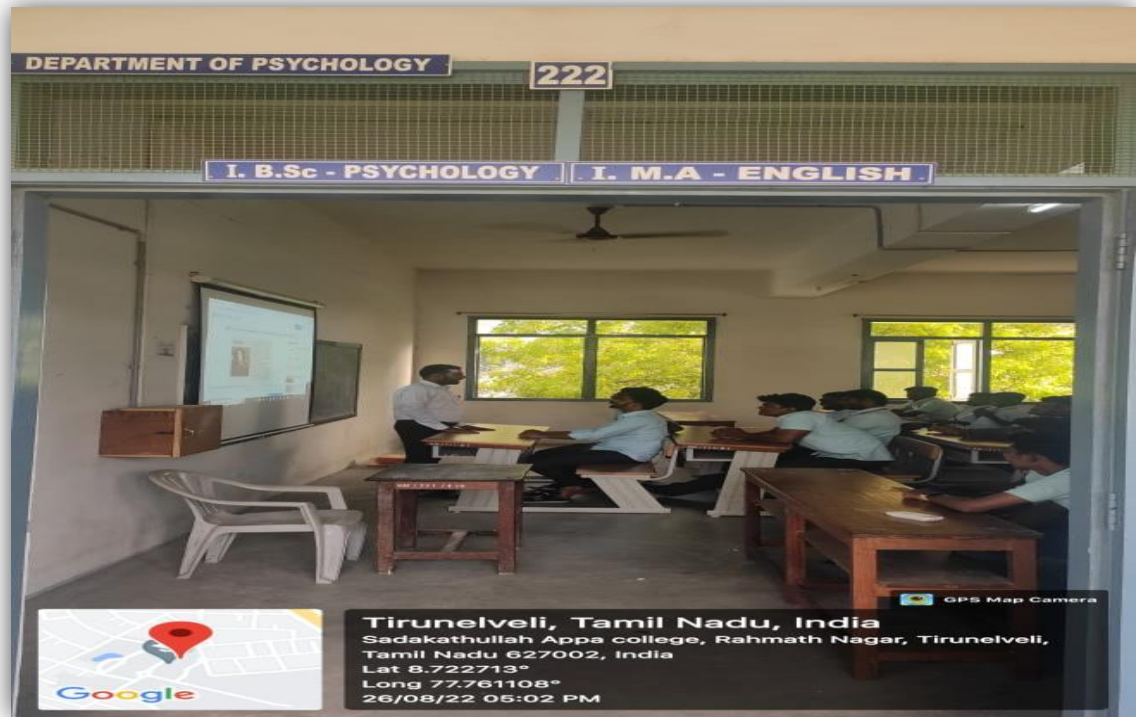 DEPARTMENT OF PSYCHOLOGY
222
I. B.Sc - PSYCHOLOGY
I. M.A - ENGLISH
GPS Map Camera
Tirunelveli, Tamil Nadu, India
Sadakathullah Appa college, Rahmath Nagar, Tirunelveli,
Tamil Nadu 627002, India
Lat 8.722713°
Long 77.761108°
26/08/22 05:02 PM
Google